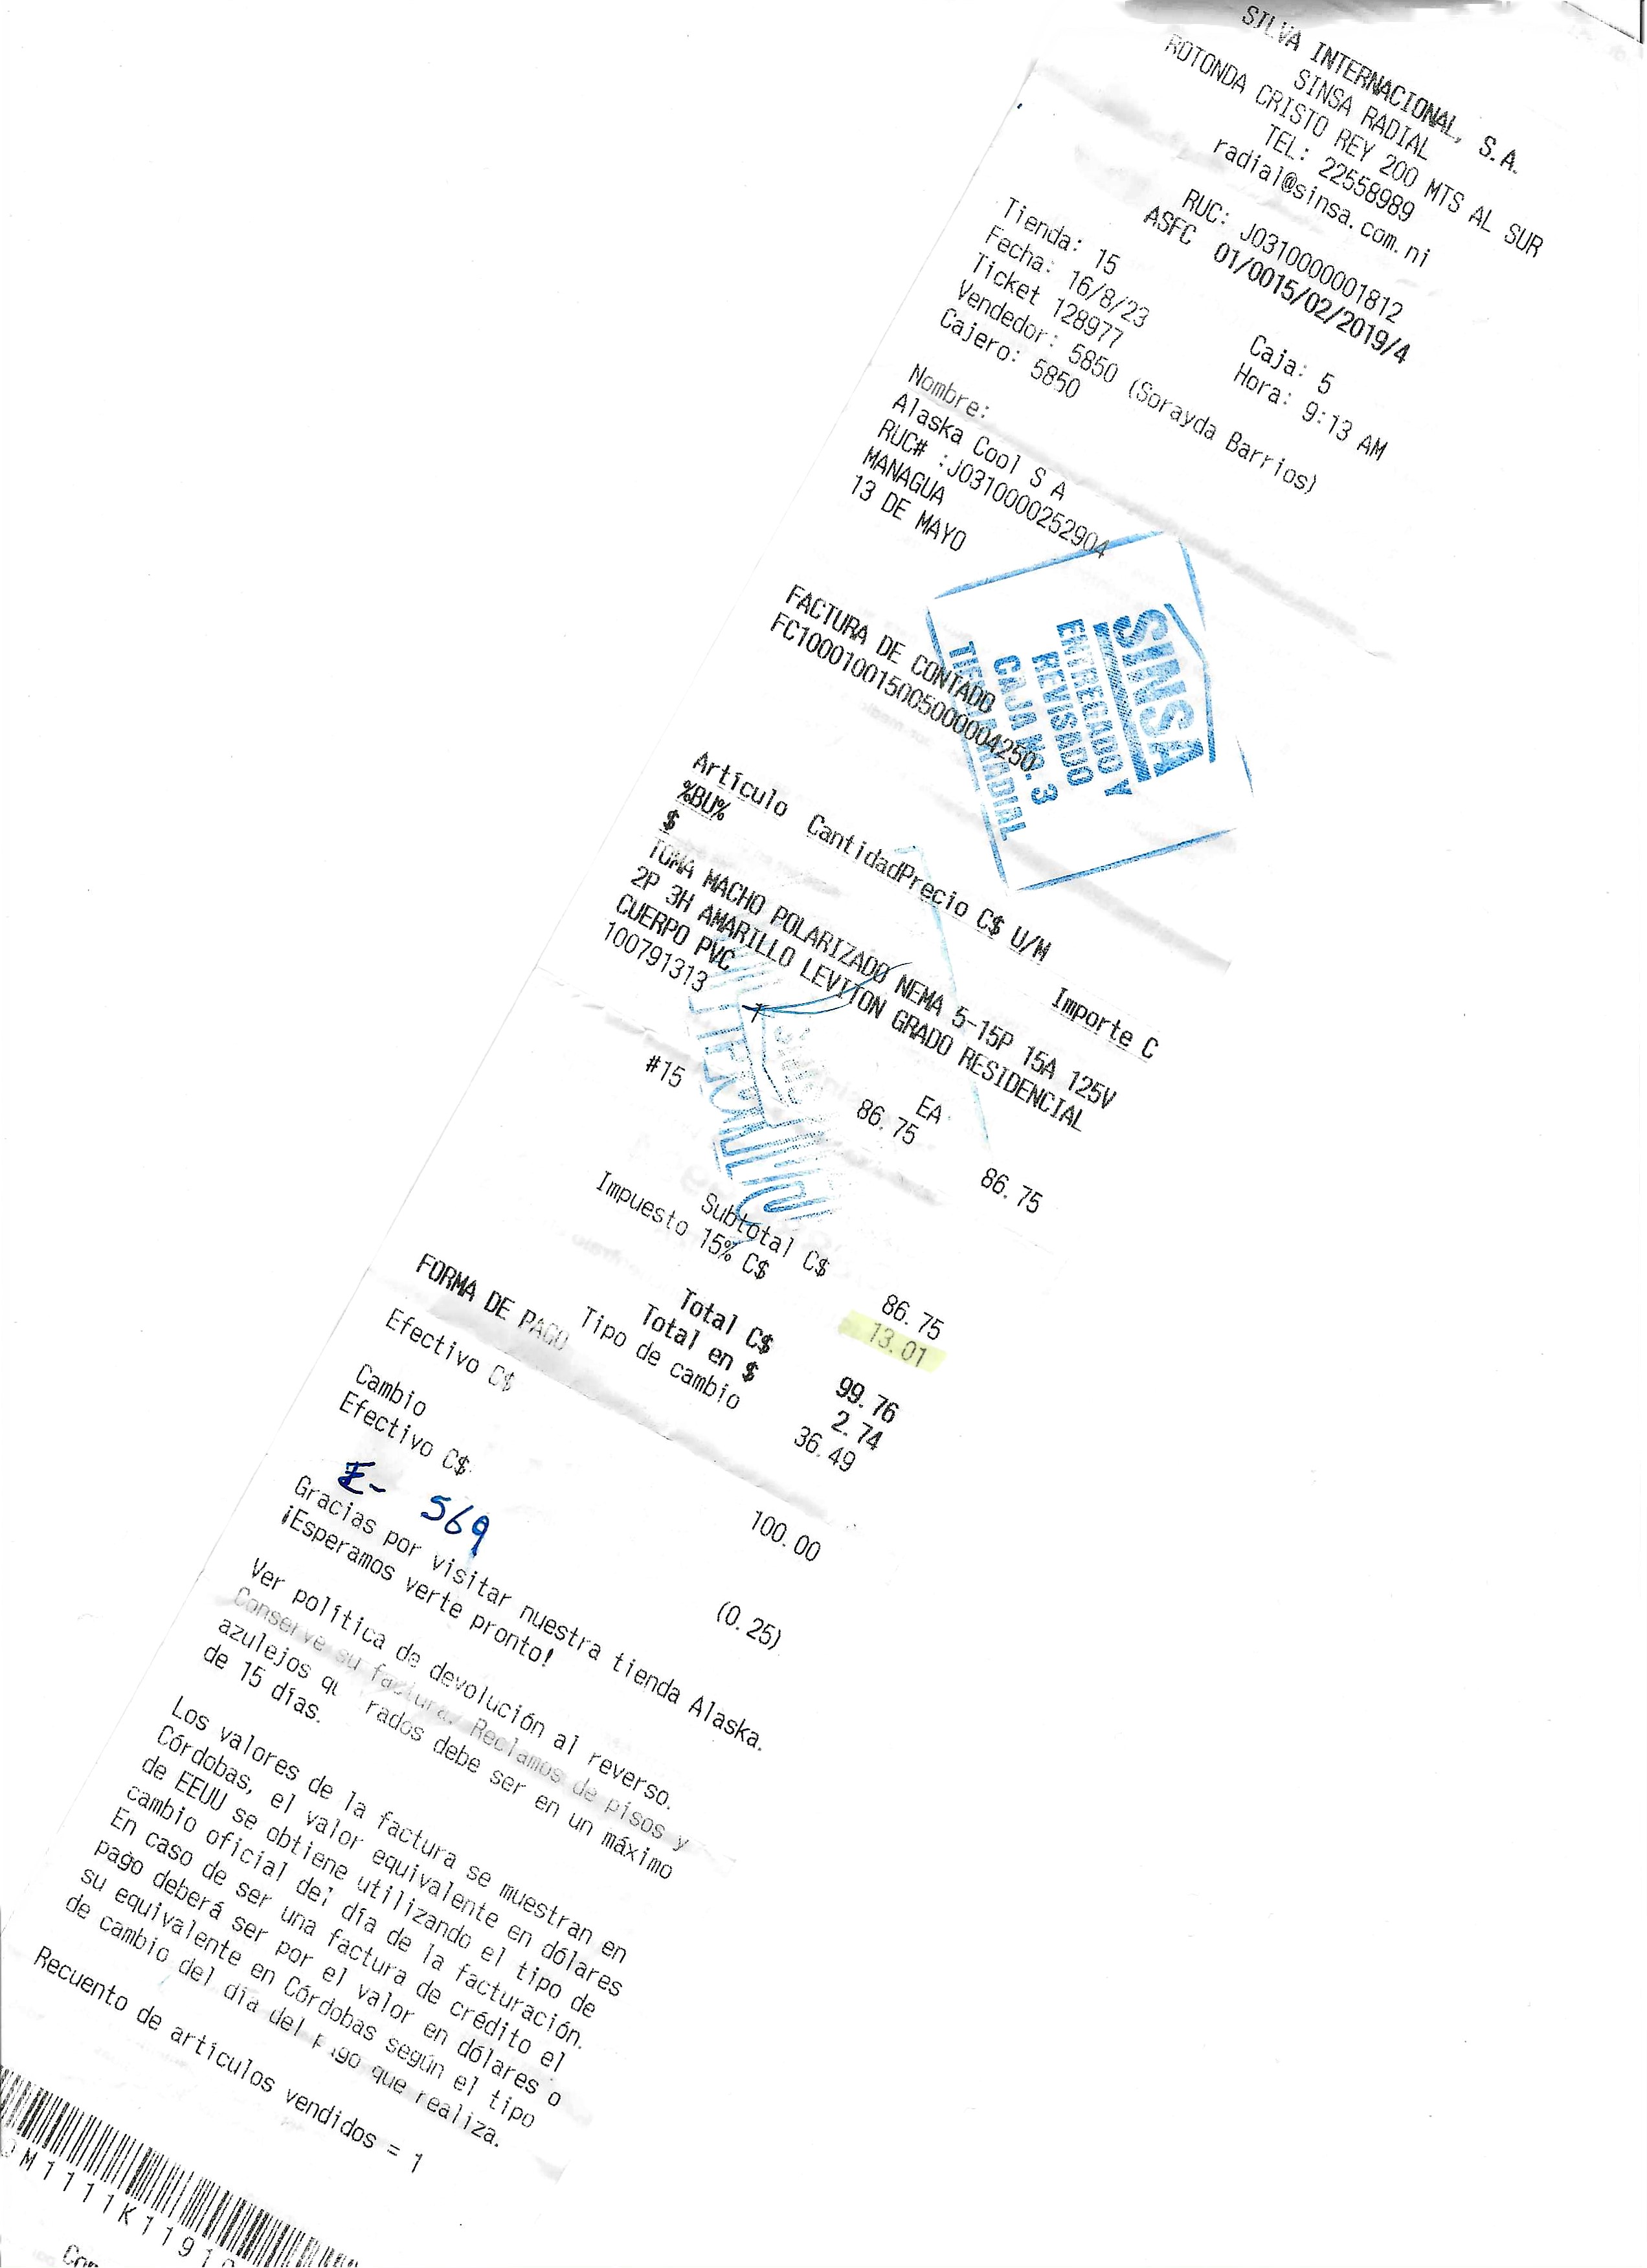 SILVA INTERNACIONAL, S.A.
SINSA RADIAL
ROTONDA CRISTO REY 200 MTS AL SUR
TEL: 22558989
radial@sinsa.com.ni
RUC: J0310000001812
ASFC 01/0015/02/2019/4
Tienda: 15 Caja: 5
Fecha: 16/8/23 Hora: 9:13 AM
Ticket 128977
Vendedor: 5850 (Sorayda Barrios)
Cajero: 5850
Nombre:
Alaska Cool S A
RUC# :J0310000252904
MANAGUA
13 DE MAYO
SINSA
ENTREGADO Y
REVISADO
CAJA No. 3
TIENDA RADIAL
FACTURA DE CONTADO
FC1000100150050000004250
Artículo CantidadPrecio C$ U/M Importe C
%BU%
$
TOMA MACHO POLARIZADO NEMA 5-15P 15A 125V
2P 3H AMARILLO LEVITON GRADO RESIDENCIAL
CUERPO PVC
100791313 1 EA
#15 86.75 86.75
Subtotal C$ 86.75
Impuesto 15% C$ 13.01
Total C$ 99.76
Total en $ 2.74
Tipo de cambio 36.49
FORMA DE PAGO
Efectivo C$ 100.00
Cambio
Efectivo C$ (0.25)
569
Gracias por visitar nuestra tienda Alaska.
¡Esperamos verte pronto!
Ver política de devolución al reverso.
Conserve su factura. Reclamos de pisos y
azulejos qu rados debe ser en un máximo
de 15 días.
Los valores de la factura se muestran en
Córdobas, el valor equivalente en dólares
de EEUU se obtiene utilizando el tipo de
cambio oficial del día de la facturación.
En caso de ser una factura de crédito el
pago deberá ser por el valor en dólares o
su equivalente en Córdobas según el tipo
de cambio del día del pago que realiza.
Recuento de artículos vendidos = 1
M1111K1191